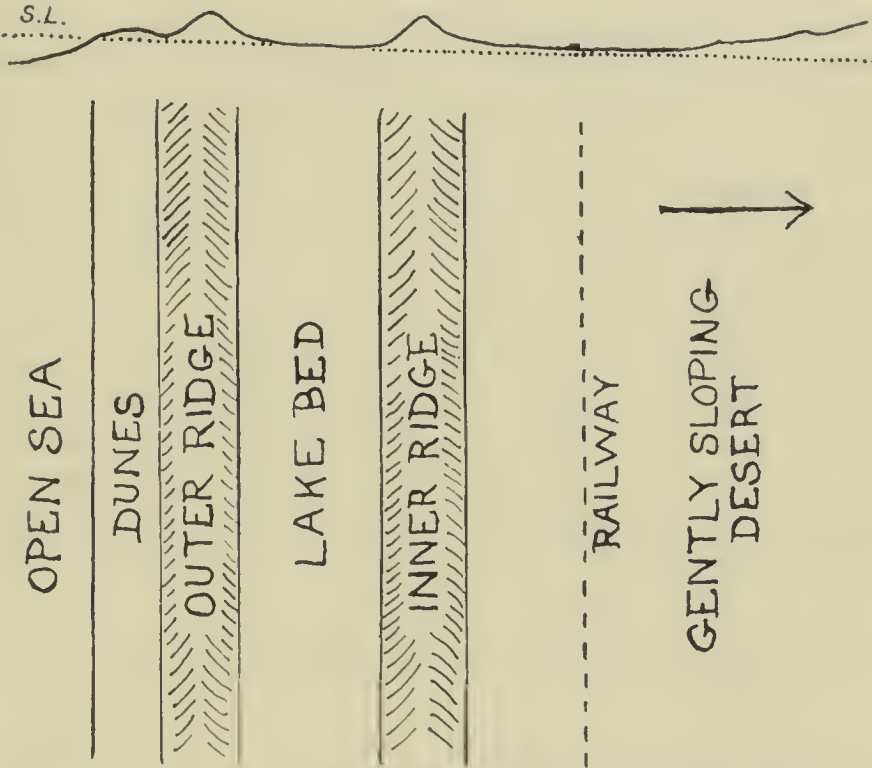 S.L.
OPEN SEA
DUNES
OUTER RIDGE
LAKE BED
INNER RIDGE
RAILWAY
GENTLY SLOPING
DESERT